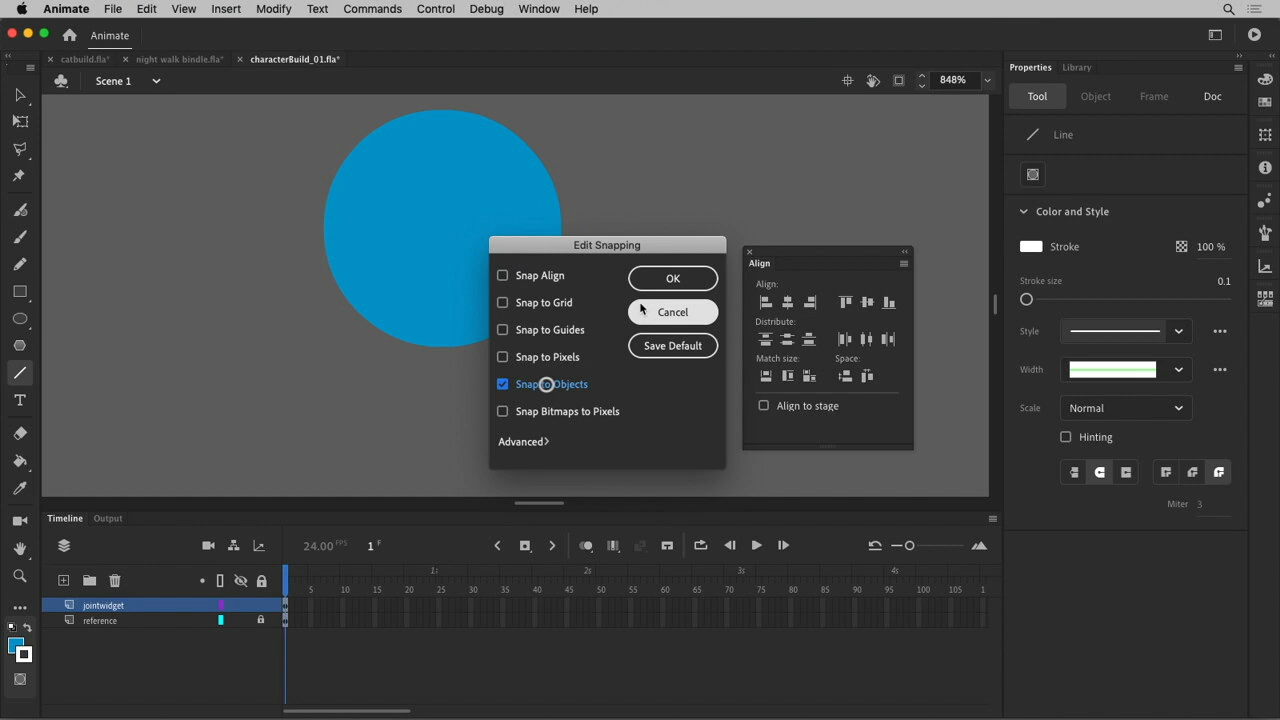 Animate File Edit View Insert Modify Text Commands Control Debug Window Help
Animate
catbuild.fla* night walk bindle.fla* characterBuild_01.fla*
Scene 1 848%
Properties Library
Tool Object Frame Doc
Line
Color and Style
Stroke 100 %
Stroke size 0.1
Style
Width
Scale Normal
Hinting
Miter 3
Edit Snapping
Snap Align
Snap to Grid
Snap to Guides
Snap to Pixels
Snap to Objects
Snap Bitmaps to Pixels
Advanced
OK
Cancel
Save Default
Align
Align:
Distribute:
Match size: Space:
Align to stage
Timeline Output
24.00 FPS 1 F
1s 2s 3s 4s
5 10 15 20 25 30 35 40 45 50 55 60 65 70 75 80 85 90 95 100 105 1
jointwidget
reference